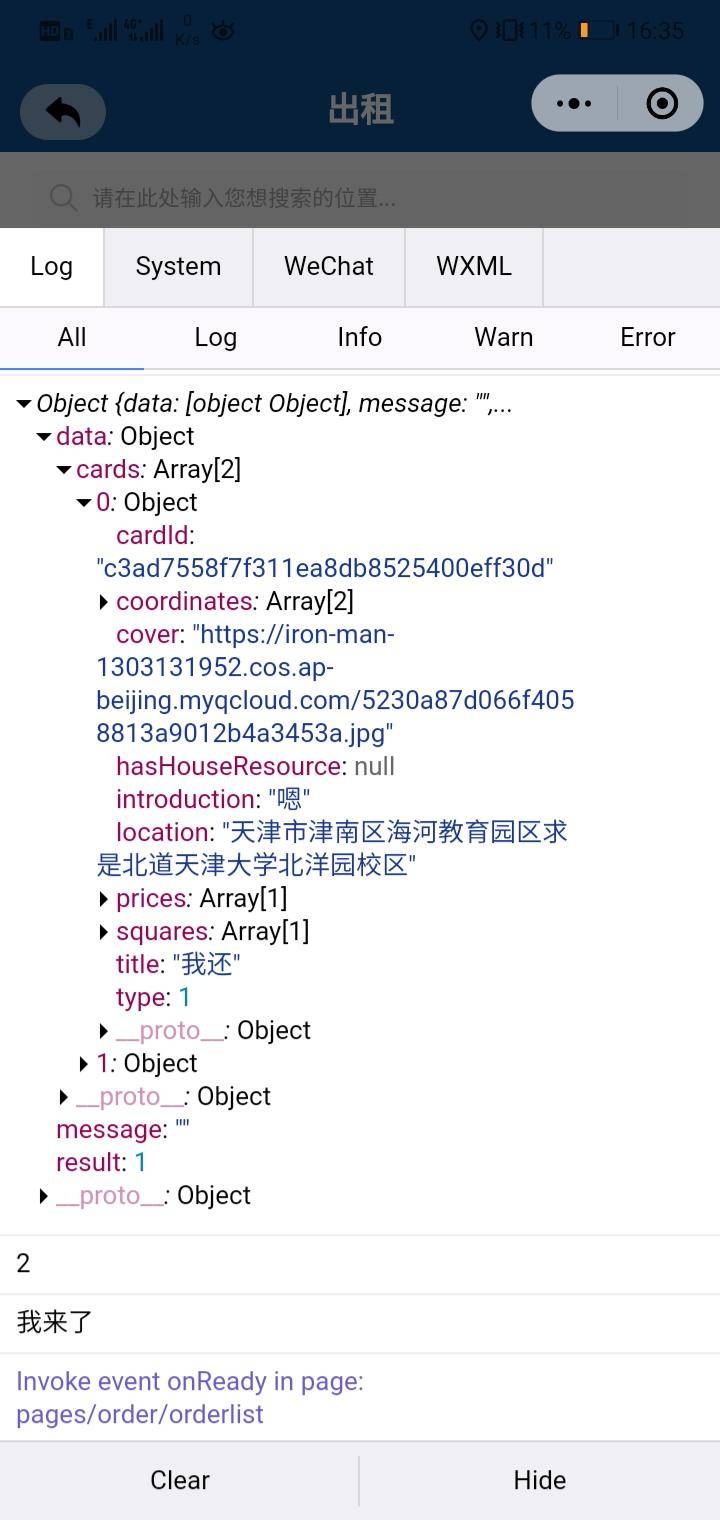 HD 2 E 4G+ 0 K/s 11% 16:35
出租
请在此处输入您想搜索的位置...
Log System WeChat WXML
All Log Info Warn Error
Object {data: [object Object], message: "",...
data: Object
cards: Array[2]
0: Object
cardId:
"c3ad7558f7f311ea8db8525400eff30d"
coordinates: Array[2]
cover: "https://iron-man-
1303131952.cos.ap-
beijing.myqcloud.com/5230a87d066f405
8813a9012b4a3453a.jpg"
hasHouseResource: null
introduction: "嗯"
location: "天津市津南区海河教育园区求
是北道天津大学北洋园校区"
prices: Array[1]
squares: Array[1]
title: "我还"
type: 1
__proto__: Object
1: Object
__proto__: Object
message: ""
result: 1
__proto__: Object
2
我来了
Invoke event onReady in page:
pages/order/orderlist
Clear Hide